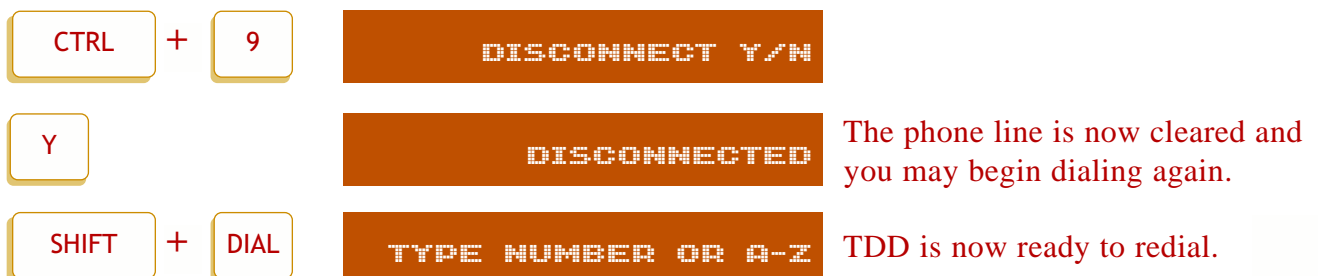 CTRL + 9 DISCONNECT Y/N
Y DISCONNECTED The phone line is now cleared and
you may begin dialing again.
SHIFT + DIAL TYPE NUMBER OR A-Z TDD is now ready to redial.